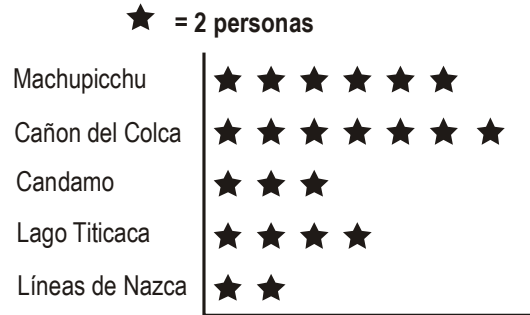 = 2 personas
Machupicchu
Cañon del Colca
Candamo
Lago Titicaca
Líneas de Nazca